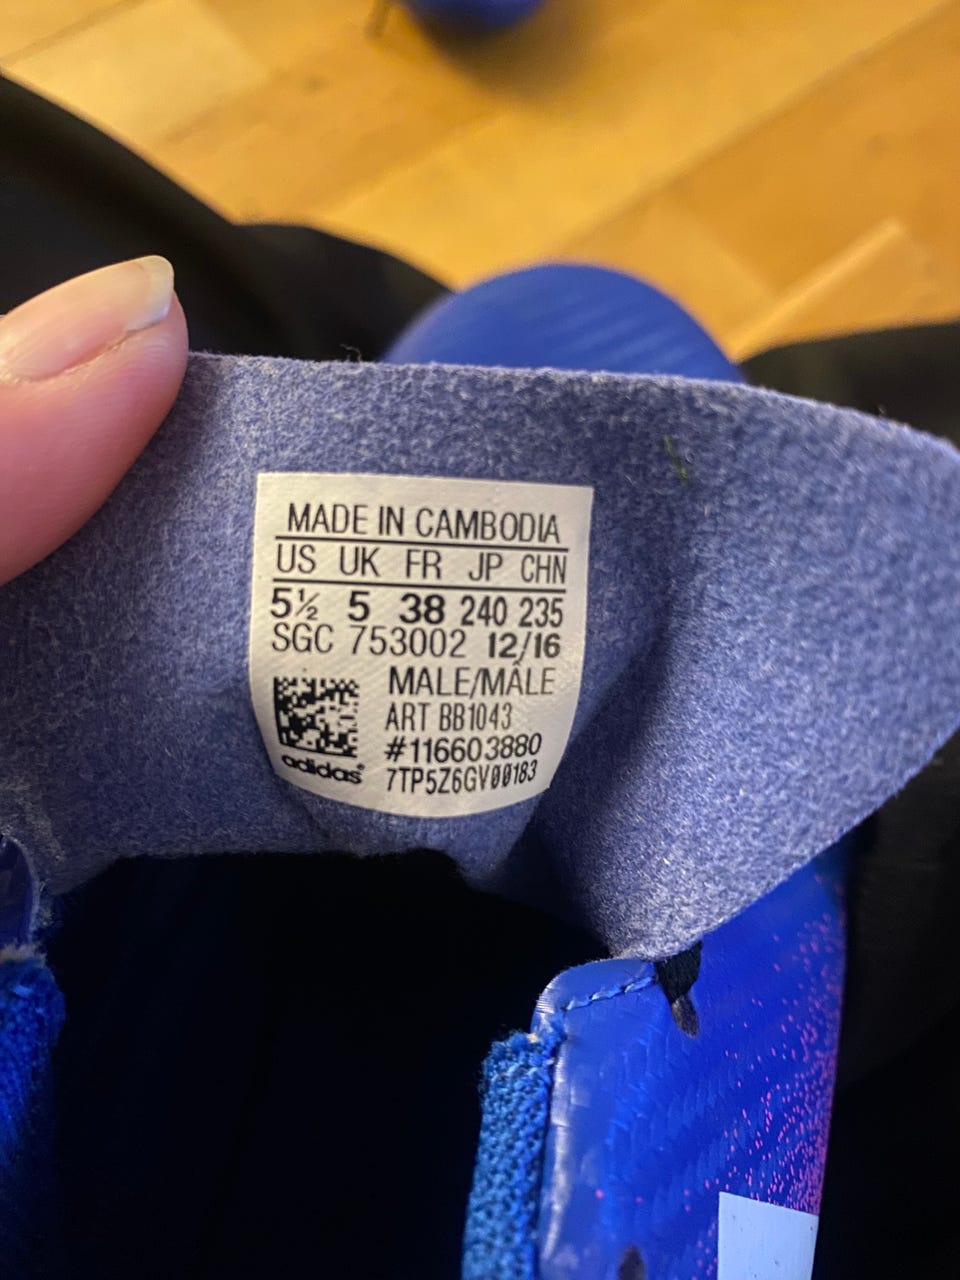 MADE IN CAMBODIA
US UK FR JP CHN
5½ 5 38 240 235
SGC 753002 12/16
MALE/MÂLE
ART BB1043
#116603880
adidas
7TP5Z6GV00183